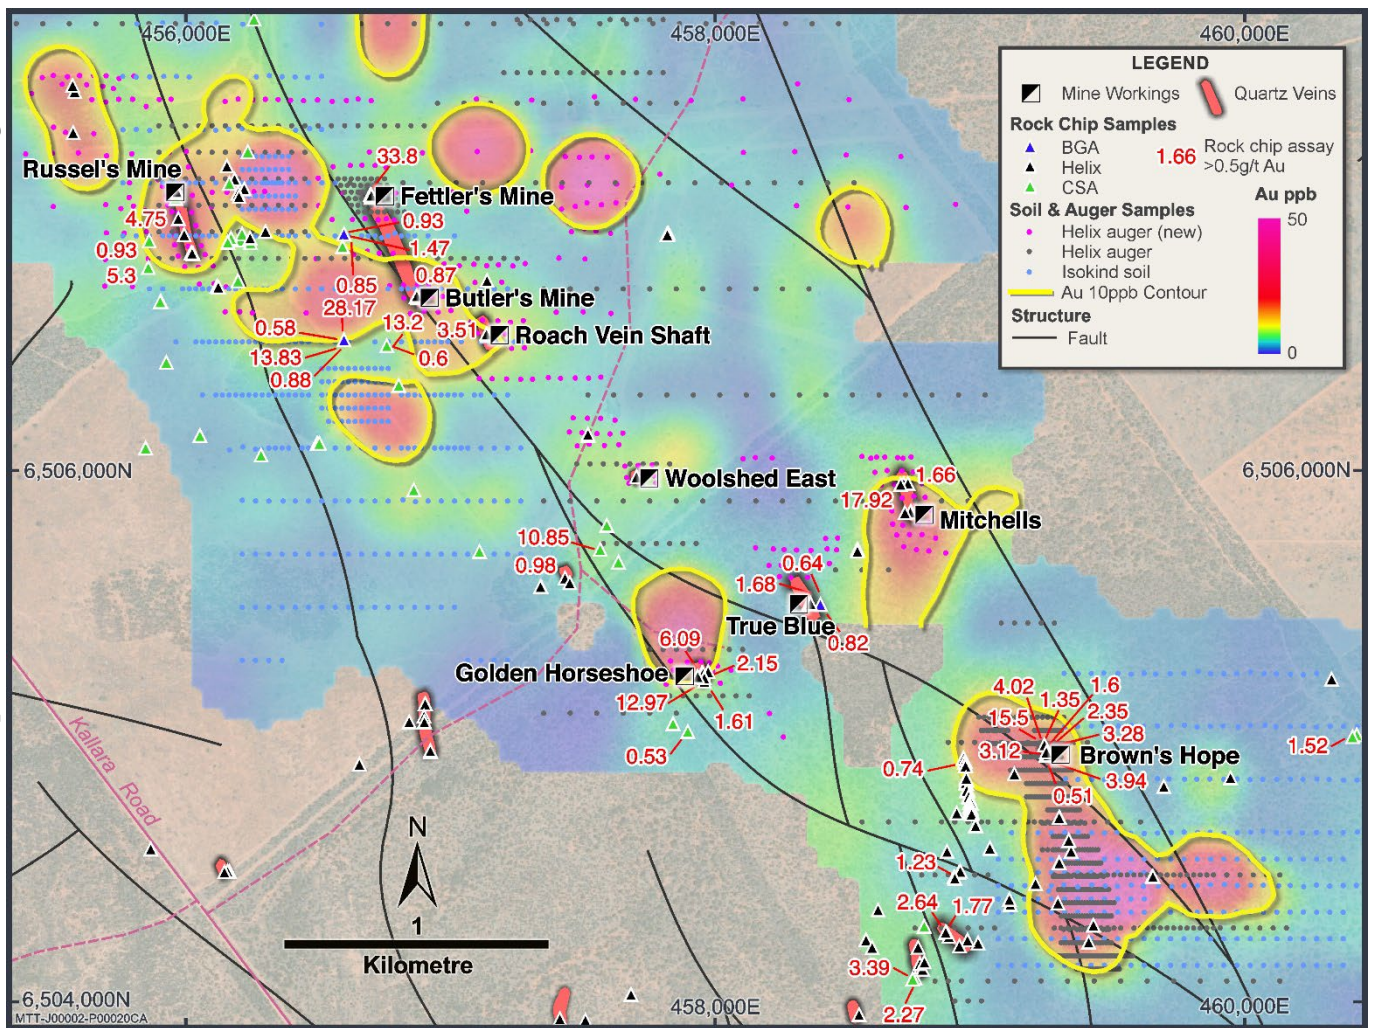 456,000E
458,000E
460,000E
LEGEND
Mine Workings
Quartz Veins
Rock Chip Samples
BGA
Helix
CSA
1.66
Rock chip assay
>0.5g/t Au
Soil & Auger Samples
Helix auger (new)
Helix auger
Isokind soil
Au 10ppb Contour
Structure
Fault
Au ppb
50
0
33.8
Russel's Mine
Fettler's Mine
4.75
0.93
0.93
1.47
5.3
0.85
0.87
28.17
Butler's Mine
0.58
13.2
3.51
Roach Vein Shaft
13.83
0.6
0.88
6,506,000N
6,506,000N
Woolshed East
1.66
17.92
Mitchells
10.85
0.98
0.64
1.68
True Blue
0.82
6.09
2.15
Golden Horseshoe
12.97
1.61
0.53
4.02
1.35
1.6
15.5
2.35
3.28
3.12
Brown's Hope
1.52
0.74
3.94
0.51
Kallara Road
N
1.23
1
2.64
1.77
Kilometre
3.39
2.27
6,504,000N
458,000E
460,000E
MTT-J00002-P00020CA